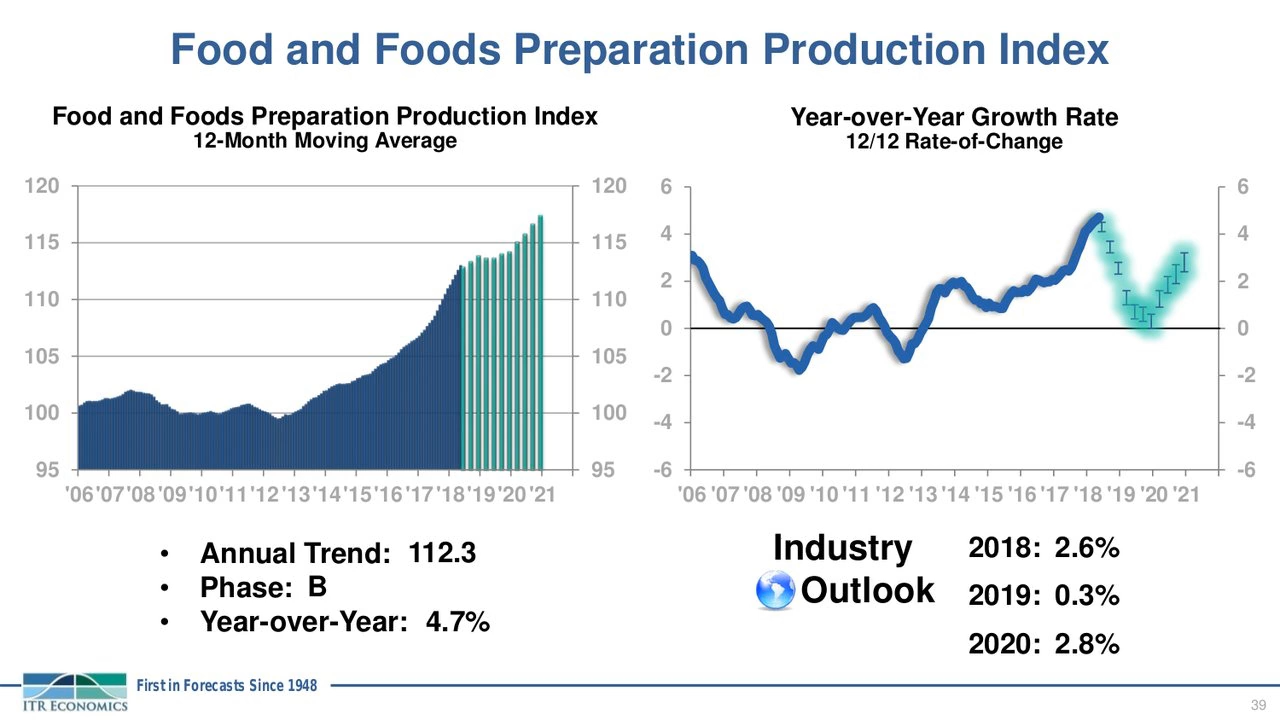 Food and Foods Preparation Production Index
Food and Foods Preparation Production Index
12-Month Moving Average
120
115
110
105
100
95
120
115
110
105
100
95
'06 '07 '08 '09 '10 '11 '12 '13 '14 '15 '16 '17 '18 '19 '20 '21
Year-over-Year Growth Rate
12/12 Rate-of-Change
6
4
2
0
-2
-4
-6
6
4
2
0
-2
-4
-6
'06 '07 '08 '09 '10 '11 '12 '13 '14 '15 '16 '17 '18 '19 '20 '21
• Annual Trend: 112.3
• Phase: B
• Year-over-Year: 4.7%
Industry
Outlook
2018: 2.6%
2019: 0.3%
2020: 2.8%
ITR ECONOMICS
First in Forecasts Since 1948
39